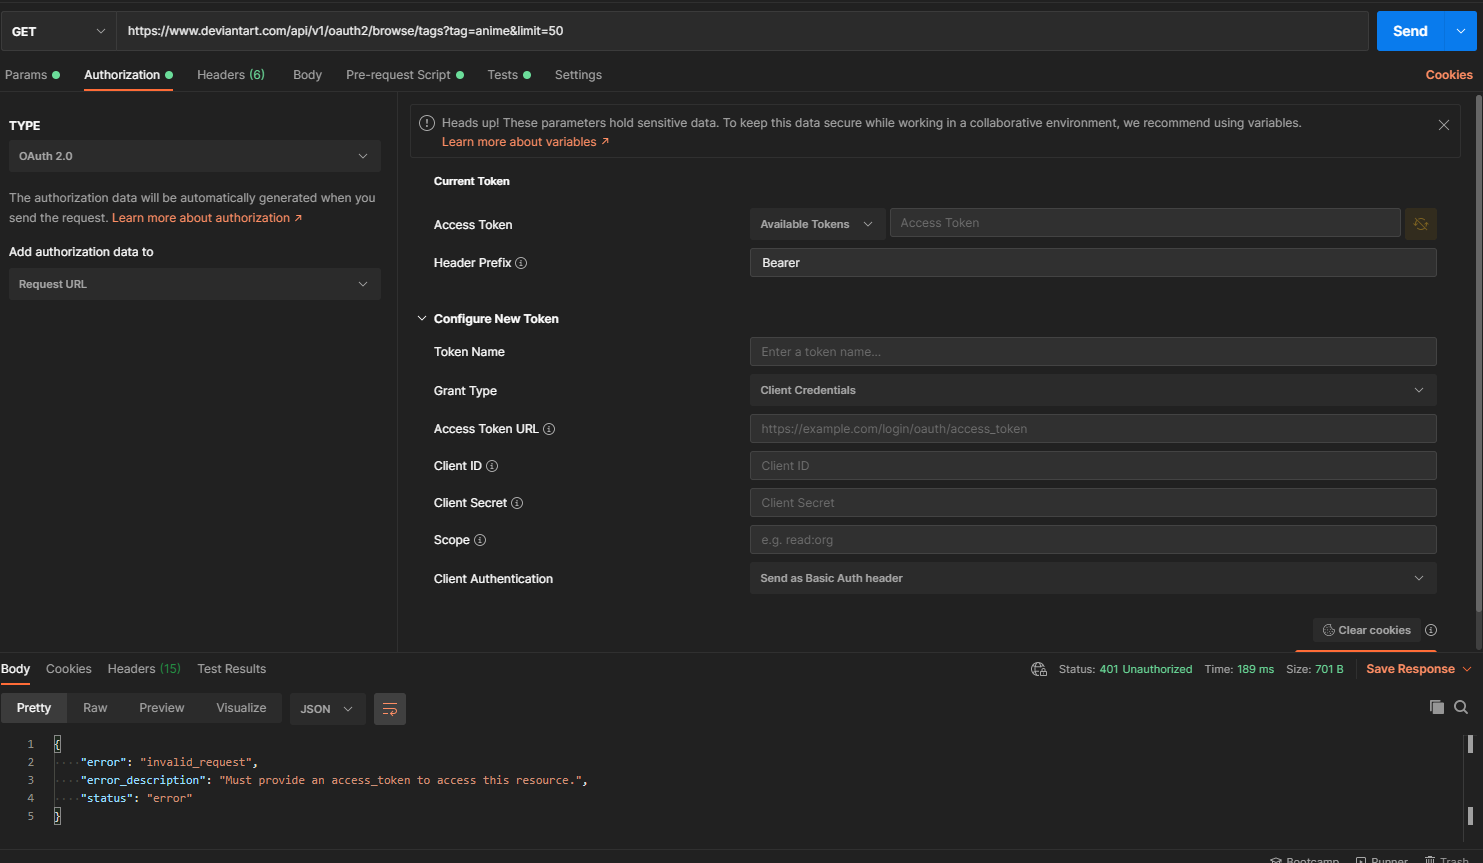 GET
https://www.deviantart.com/api/v1/oauth2/browse/tags?tag=anime&limit=50
Send
Params
Authorization
Headers (6)
Body
Pre-request Script
Tests
Settings
Cookies
TYPE
OAuth 2.0
The authorization data will be automatically generated when you
send the request. Learn more about authorization ↗
Add authorization data to
Request URL
Heads up! These parameters hold sensitive data. To keep this data secure while working in a collaborative environment, we recommend using variables.
Learn more about variables ↗
Current Token
Access Token
Available Tokens
Access Token
Header Prefix
Bearer
Configure New Token
Token Name
Enter a token name...
Grant Type
Client Credentials
Access Token URL
https://example.com/login/oauth/access_token
Client ID
Client ID
Client Secret
Client Secret
Scope
e.g. read:org
Client Authentication
Send as Basic Auth header
Clear cookies
Body
Cookies
Headers (15)
Test Results
Status: 401 Unauthorized
Time: 189 ms
Size: 701 B
Save Response
Pretty
Raw
Preview
Visualize
JSON
1 {
2 "error": "invalid_request",
3 "error_description": "Must provide an access_token to access this resource.",
4 "status": "error"
5 }
Bootcamp
Runner
Trash